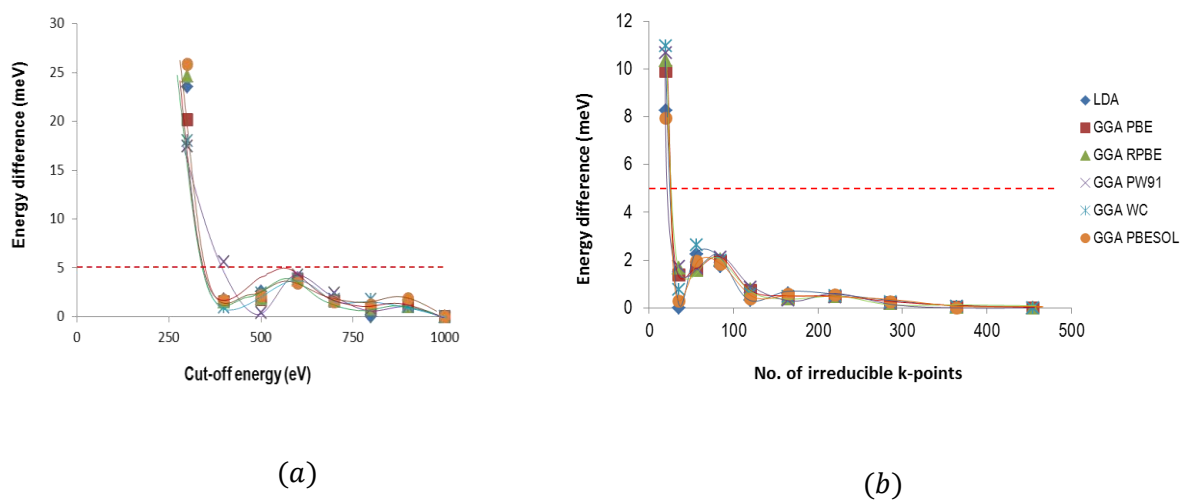 30
25
20
15
10
5
0
0
250
500
750
1000
Energy difference (meV)
Cut-off energy (eV)
(a)
12
10
8
6
4
2
0
0
100
200
300
400
500
Energy difference (meV)
No. of irreducible k-points
LDA
GGA PBE
GGA RPBE
GGA PW91
GGA WC
GGA PBESOL
(b)